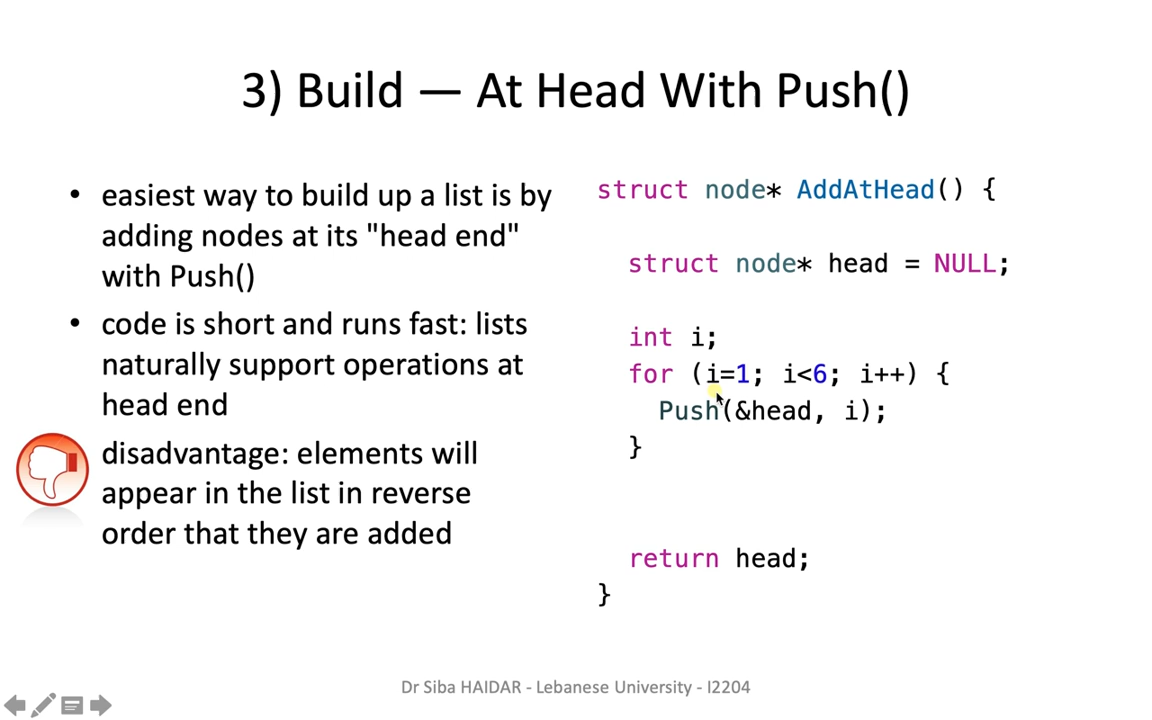 3) Build — At Head With Push()
• easiest way to build up a list is by
adding nodes at its "head end"
with Push()
• code is short and runs fast: lists
naturally support operations at
head end
disadvantage: elements will
appear in the list in reverse
order that they are added
struct node* AddAtHead() {
struct node* head = NULL;
int i;
for (i=1; i<6; i++) {
Push(&head, i);
}
return head;
}
Dr Siba HAIDAR - Lebanese University - I2204